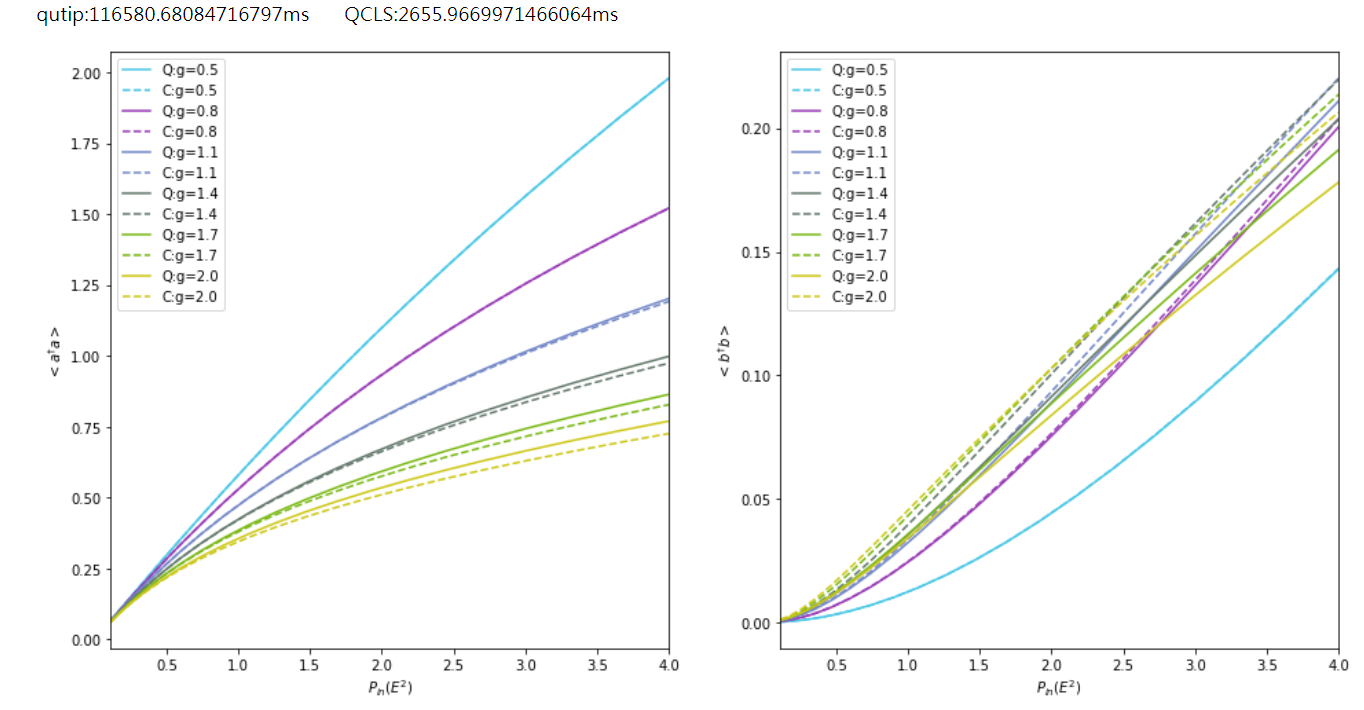 qutip:116580.68084716797ms QCLS:2655.9669971466064ms
Q:g=0.5
C:g=0.5
Q:g=0.8
C:g=0.8
Q:g=1.1
C:g=1.1
Q:g=1.4
C:g=1.4
Q:g=1.7
C:g=1.7
Q:g=2.0
C:g=2.0
2.00
1.75
1.50
1.25
1.00
0.75
0.50
0.25
0.00
< a†a >
0.5 1.0 1.5 2.0 2.5 3.0 3.5 4.0
P_in(E²)
Q:g=0.5
C:g=0.5
Q:g=0.8
C:g=0.8
Q:g=1.1
C:g=1.1
Q:g=1.4
C:g=1.4
Q:g=1.7
C:g=1.7
Q:g=2.0
C:g=2.0
0.20
0.15
0.10
0.05
0.00
< b†b >
0.5 1.0 1.5 2.0 2.5 3.0 3.5 4.0
P_in(E²)